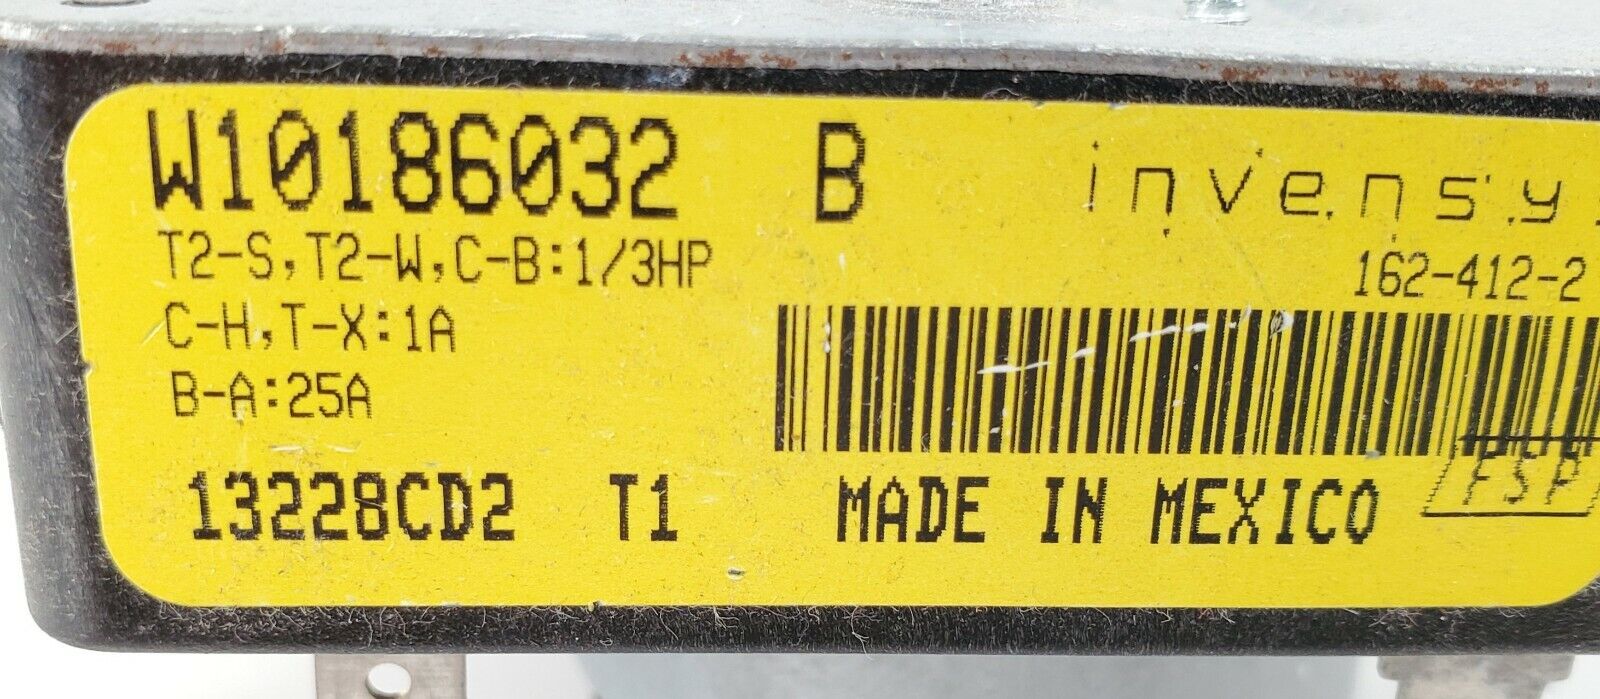 W10186032 B invensy
T2-S,T2-W,C-B:1/3HP
162-412-2
C-H,T-X:1A
B-A:25A
FSP
13228CD2 T1 MADE IN MEXICO